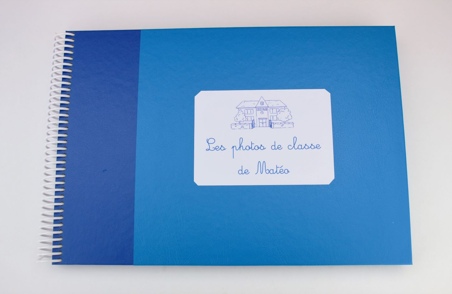 Les photos de classe
de Matéo